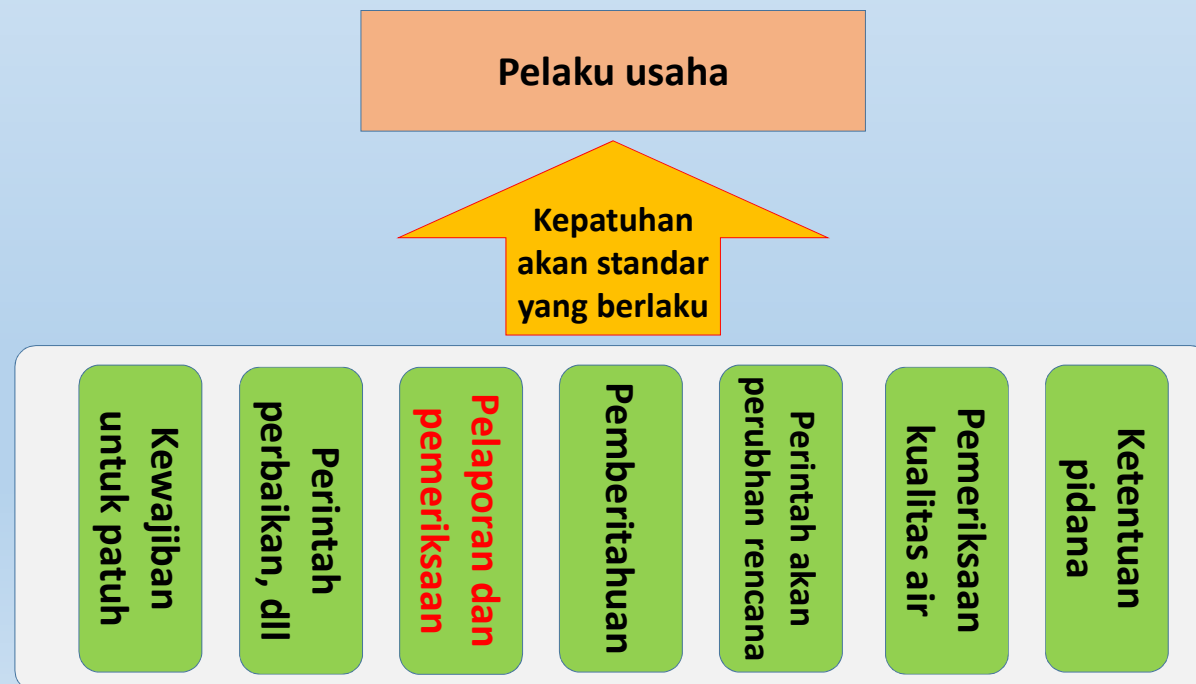 Pelaku usaha
Kepatuhan
akan standar
yang berlaku
Kewajiban
untuk patuh
Perintah
perbaikan, dll
Pelaporan dan
pemeriksaan
Pemberitahuan
Perintah akan
perubhan rencana
Pemeriksaan
kualitas air
Ketentuan
pidana